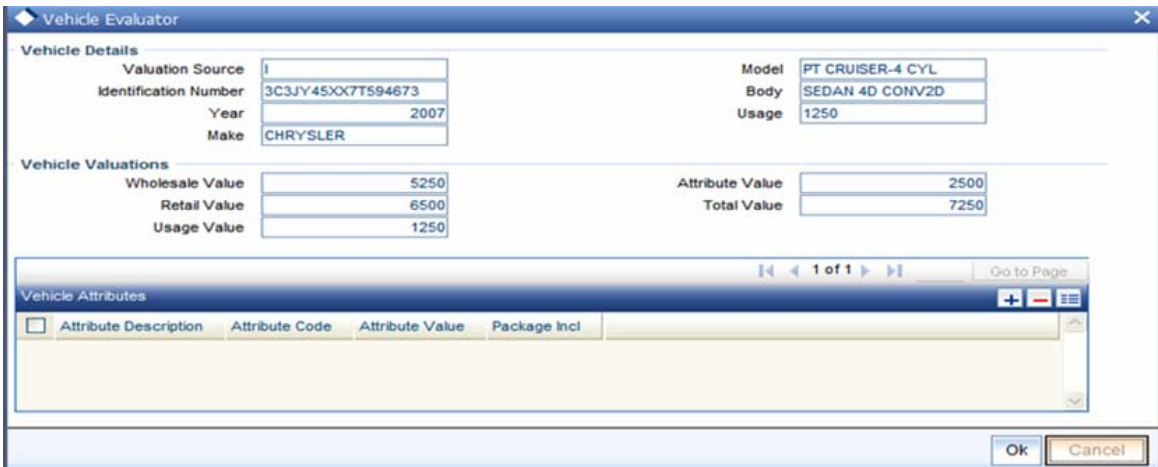 Vehicle Evaluator
Vehicle Details
Valuation Source I Model PT CRUISER-4 CYL
Identification Number 3C3JY45XX7T594673 Body SEDAN 4D CONV2D
Year 2007 Usage 1250
Make CHRYSLER
Vehicle Valuations
Wholesale Value 5250 Attribute Value 2500
Retail Value 6500 Total Value 7250
Usage Value 1250
1 of 1 Go to Page
Vehicle Attributes
Attribute Description Attribute Code Attribute Value Package Incl
Ok Cancel